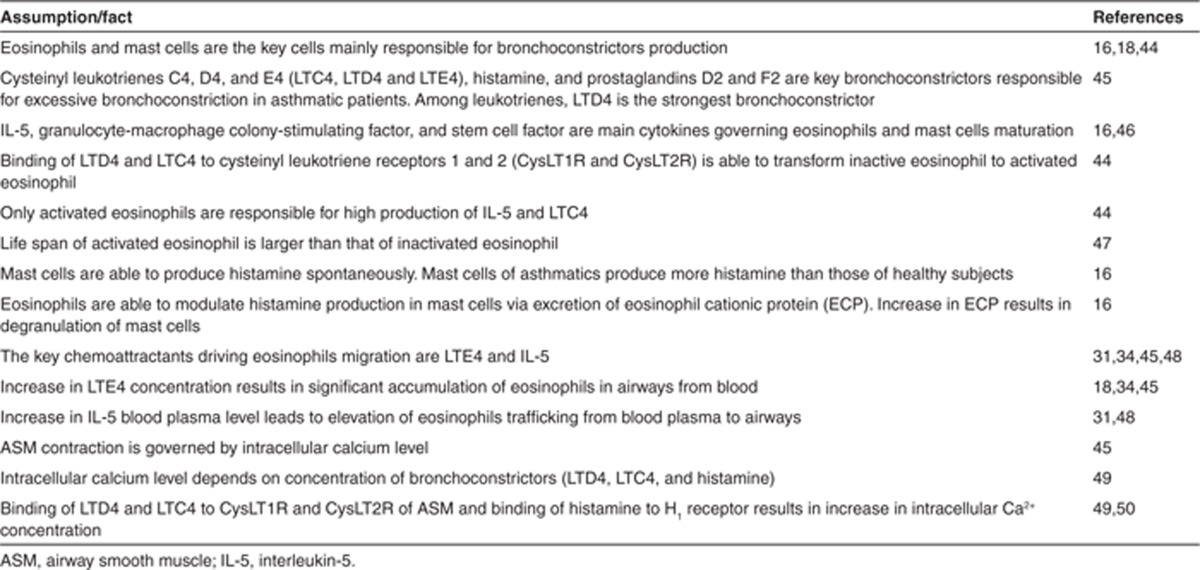 Assumption/fact References
Eosinophils and mast cells are the key cells mainly responsible for bronchoconstrictors production 16,18,44
Cysteinyl leukotrienes C4, D4, and E4 (LTC4, LTD4 and LTE4), histamine, and prostaglandins D2 and F2 are key bronchoconstrictors responsible 45
for excessive bronchoconstriction in asthmatic patients. Among leukotrienes, LTD4 is the strongest bronchoconstrictor
IL-5, granulocyte-macrophage colony-stimulating factor, and stem cell factor are main cytokines governing eosinophils and mast cells maturation 16,46
Binding of LTD4 and LTC4 to cysteinyl leukotriene receptors 1 and 2 (CysLT1R and CysLT2R) is able to transform inactive eosinophil to activated 44
eosinophil
Only activated eosinophils are responsible for high production of IL-5 and LTC4 44
Life span of activated eosinophil is larger than that of inactivated eosinophil 47
Mast cells are able to produce histamine spontaneously. Mast cells of asthmatics produce more histamine than those of healthy subjects 16
Eosinophils are able to modulate histamine production in mast cells via excretion of eosinophil cationic protein (ECP). Increase in ECP results in 16
degranulation of mast cells
The key chemoattractants driving eosinophils migration are LTE4 and IL-5 31,34,45,48
Increase in LTE4 concentration results in significant accumulation of eosinophils in airways from blood 18,34,45
Increase in IL-5 blood plasma level leads to elevation of eosinophils trafficking from blood plasma to airways 31,48
ASM contraction is governed by intracellular calcium level 45
Intracellular calcium level depends on concentration of bronchoconstrictors (LTD4, LTC4, and histamine) 49
Binding of LTD4 and LTC4 to CysLT1R and CysLT2R of ASM and binding of histamine to H₁ receptor results in increase in intracellular Ca²⁺ 49,50
concentration
ASM, airway smooth muscle; IL-5, interleukin-5.